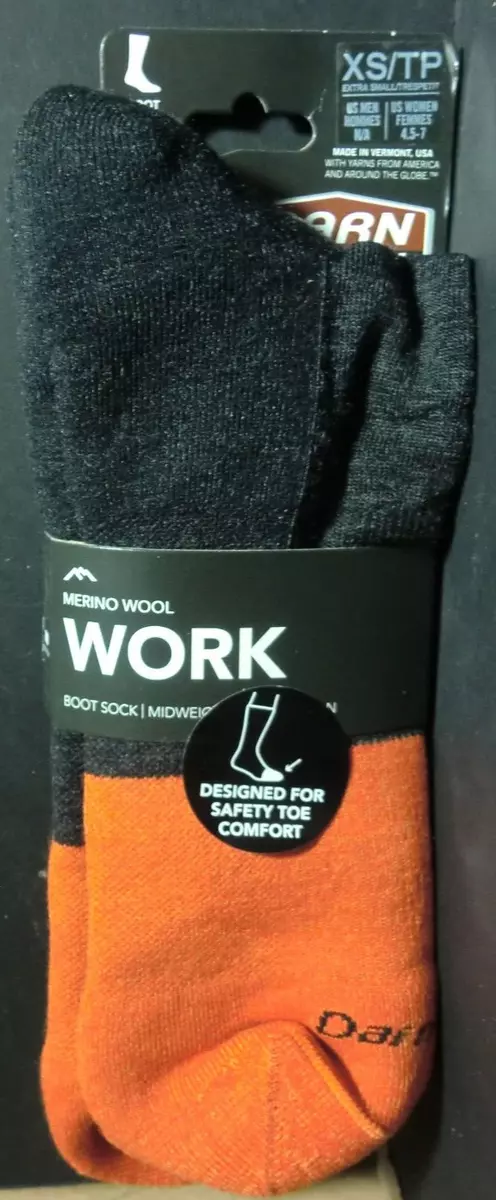 XS/TP
EXTRA SMALL/TRESPETIT
US MEN
HOMMES
N/A
US WOMEN
FEMMES
4.5-7
MADE IN VERMONT, USA
WITH YARNS FROM AMERICA
AND AROUND THE GLOBE.™
MERINO WOOL
WORK
BOOT SOCK | MIDWEIG
DESIGNED FOR
SAFETY TOE
COMFORT
Darn